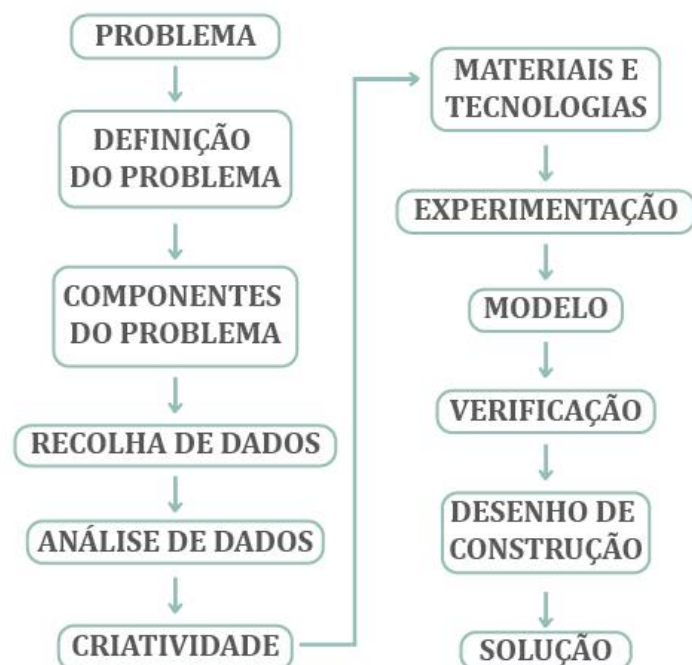 PROBLEMA
DEFINIÇÃO
DO PROBLEMA
COMPONENTES
DO PROBLEMA
RECOLHA DE DADOS
ANÁLISE DE DADOS
CRIATIVIDADE
MATERIAIS E
TECNOLOGIAS
EXPERIMENTAÇÃO
MODELO
VERIFICAÇÃO
DESENHO DE
CONSTRUÇÃO
SOLUÇÃO